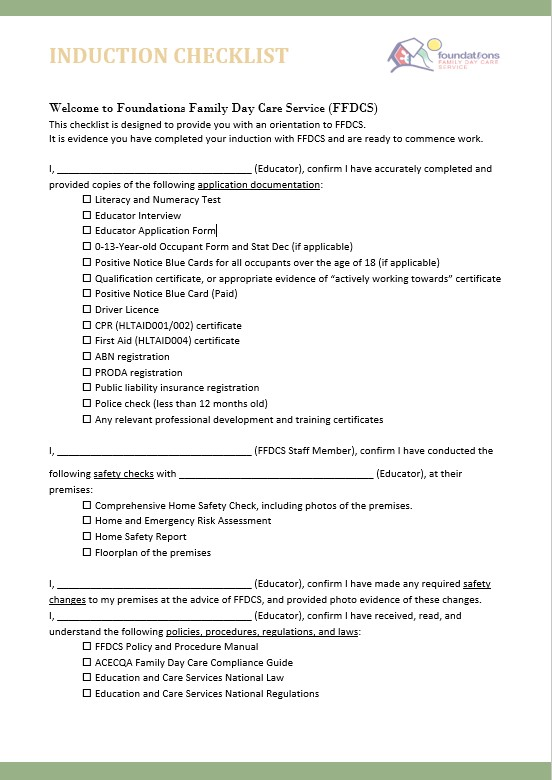 INDUCTION CHECKLIST
foundations
FAMILY DAY CARE
SERVICE
Welcome to Foundations Family Day Care Service (FFDCS)
This checklist is designed to provide you with an orientation to FFDCS.
It is evidence you have completed your induction with FFDCS and are ready to commence work.
I, ___________________________________ (Educator), confirm I have accurately completed and
provided copies of the following application documentation:
☐ Literacy and Numeracy Test
☐ Educator Interview
☐ Educator Application Form
☐ 0-13-Year-old Occupant Form and Stat Dec (if applicable)
☐ Positive Notice Blue Cards for all occupants over the age of 18 (if applicable)
☐ Qualification certificate, or appropriate evidence of “actively working towards” certificate
☐ Positive Notice Blue Card (Paid)
☐ Driver Licence
☐ CPR (HLTAID001/002) certificate
☐ First Aid (HLTAID004) certificate
☐ ABN registration
☐ PRODA registration
☐ Public liability insurance registration
☐ Police check (less than 12 months old)
☐ Any relevant professional development and training certificates
I, ___________________________________ (FFDCS Staff Member), confirm I have conducted the
following safety checks with ___________________________________ (Educator), at their
premises:
☐ Comprehensive Home Safety Check, including photos of the premises.
☐ Home and Emergency Risk Assessment
☐ Home Safety Report
☐ Floorplan of the premises
I, ___________________________________ (Educator), confirm I have made any required safety
changes to my premises at the advice of FFDCS, and provided photo evidence of these changes.
I, ___________________________________ (Educator), confirm I have received, read, and
understand the following policies, procedures, regulations, and laws:
☐ FFDCS Policy and Procedure Manual
☐ ACECQA Family Day Care Compliance Guide
☐ Education and Care Services National Law
☐ Education and Care Services National Regulations